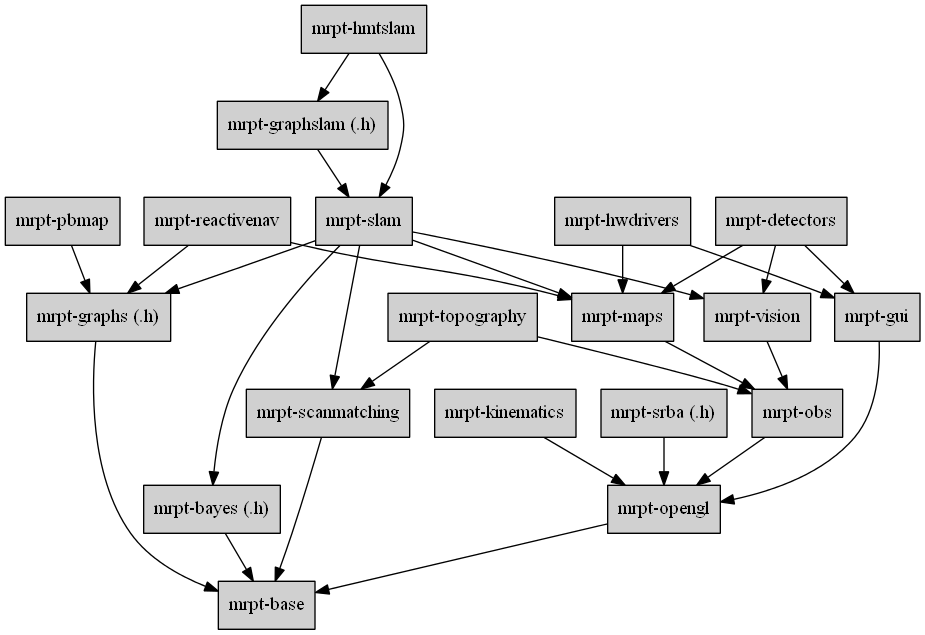 mrpt-hmtslam
mrpt-graphslam (.h)
mrpt-pbmap
mrpt-reactivenav
mrpt-slam
mrpt-hwdrivers
mrpt-detectors
mrpt-graphs (.h)
mrpt-topography
mrpt-maps
mrpt-vision
mrpt-gui
mrpt-scanmatching
mrpt-kinematics
mrpt-srba (.h)
mrpt-obs
mrpt-bayes (.h)
mrpt-opengl
mrpt-base